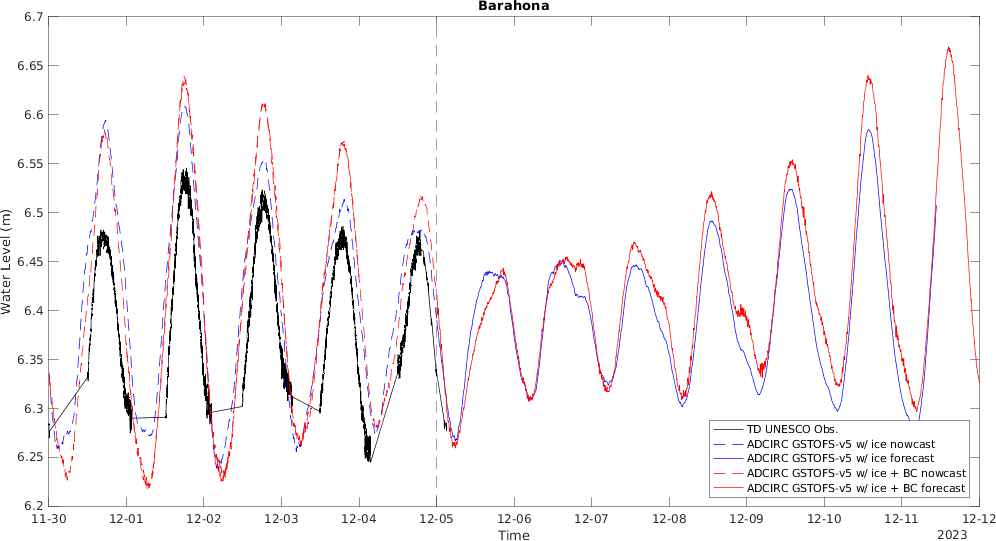 Barahona
6.7
6.65
6.6
6.55
6.5
6.45
6.4
6.35
6.3
6.25
6.2
Water Level (m)
11-30 12-01 12-02 12-03 12-04 12-05 12-06 12-07 12-08 12-09 12-10 12-11 12-12
Time
2023
TD UNESCO Obs.
ADCIRC GSTOFS-v5 w/ ice nowcast
ADCIRC GSTOFS-v5 w/ ice forecast
ADCIRC GSTOFS-v5 w/ ice + BC nowcast
ADCIRC GSTOFS-v5 w/ ice + BC forecast